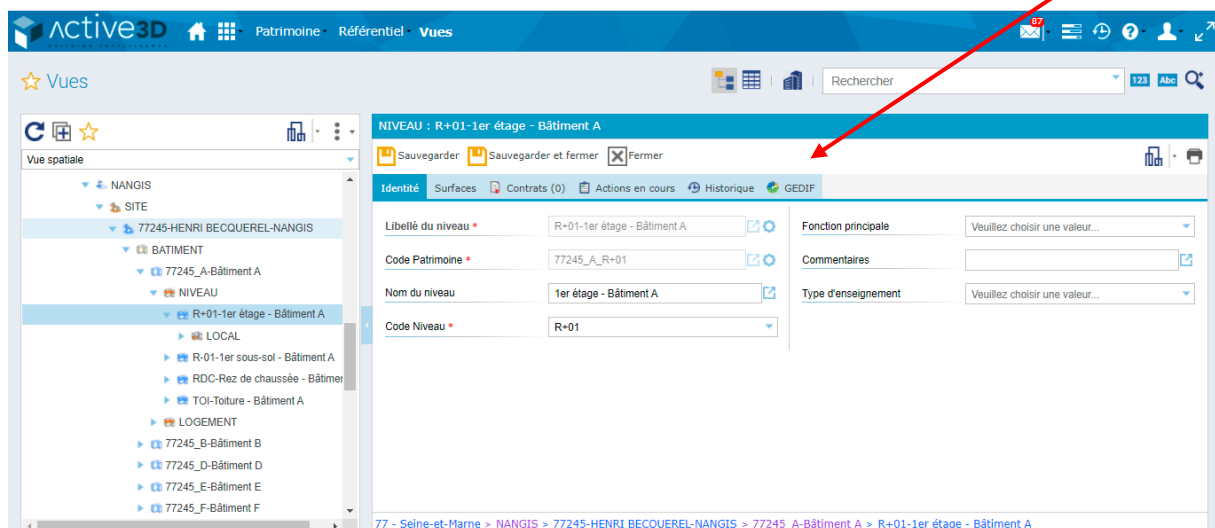 Active3D Patrimoine Référentiel Vues 87
Vues Rechercher 123 Abc
Vue spatiale
NANGIS
SITE
77245-HENRI BECQUEREL-NANGIS
BATIMENT
77245_A-Bâtiment A
NIVEAU
R+01-1er étage - Bâtiment A
LOCAL
R-01-1er sous-sol - Bâtiment A
RDC-Rez de chaussée - Bâtimer
TOI-Toiture - Bâtiment A
LOGEMENT
77245_B-Bâtiment B
77245_D-Bâtiment D
77245_E-Bâtiment E
77245_F-Bâtiment F
NIVEAU : R+01-1er étage - Bâtiment A
Sauvegarder Sauvegarder et fermer Fermer
Identité Surfaces Contrats (0) Actions en cours Historique GEDIF
Libellé du niveau * R+01-1er étage - Bâtiment A Fonction principale Veuillez choisir une valeur...
Code Patrimoine * 77245_A_R+01 Commentaires
Nom du niveau 1er étage - Bâtiment A Type d'enseignement Veuillez choisir une valeur...
Code Niveau * R+01
77 - Seine-et-Marne > NANGIS > 77245-HENRI BECQUEREL-NANGIS > 77245_A-Bâtiment A > R+01-1er étage - Bâtiment A